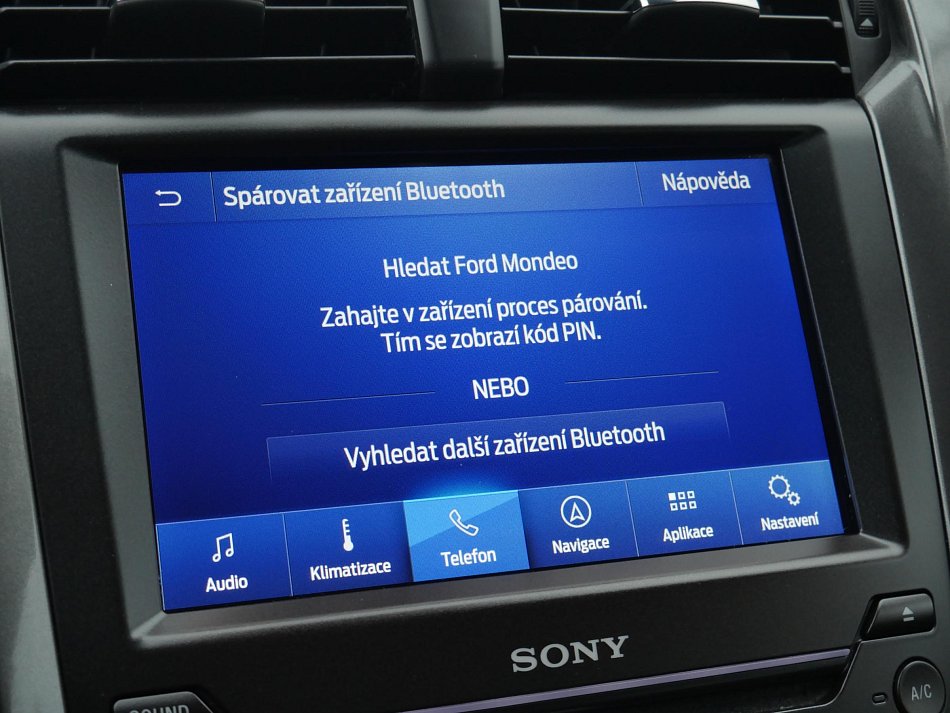 Spárovat zařízení Bluetooth
Nápověda
Hledat Ford Mondeo
Zahajte v zařízení proces párování.
Tím se zobrazí kód PIN.
NEBO
Vyhledat další zařízení Bluetooth
Audio
Klimatizace
Telefon
Navigace
Aplikace
Nastavení
SONY
SOUND
A/C